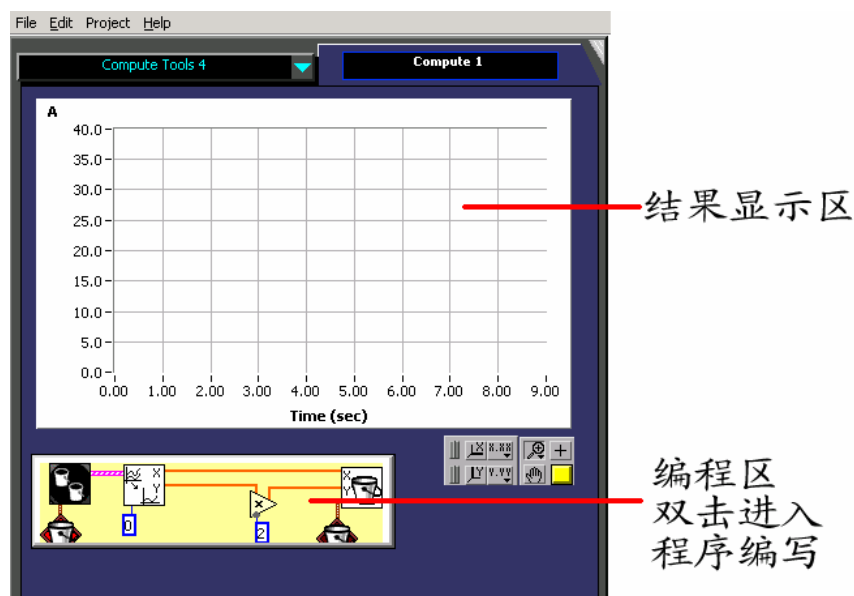 File Edit Project Help
Compute Tools 4
Compute 1
A
40.0
35.0
30.0
25.0
20.0
15.0
10.0
5.0
0.0
0.00 1.00 2.00 3.00 4.00 5.00 6.00 7.00 8.00 9.00
Time (sec)
结果显示区
X X.XX
Y Y.YY
X
Y
0
x
2
X
Y
编程区
双击进入
程序编写